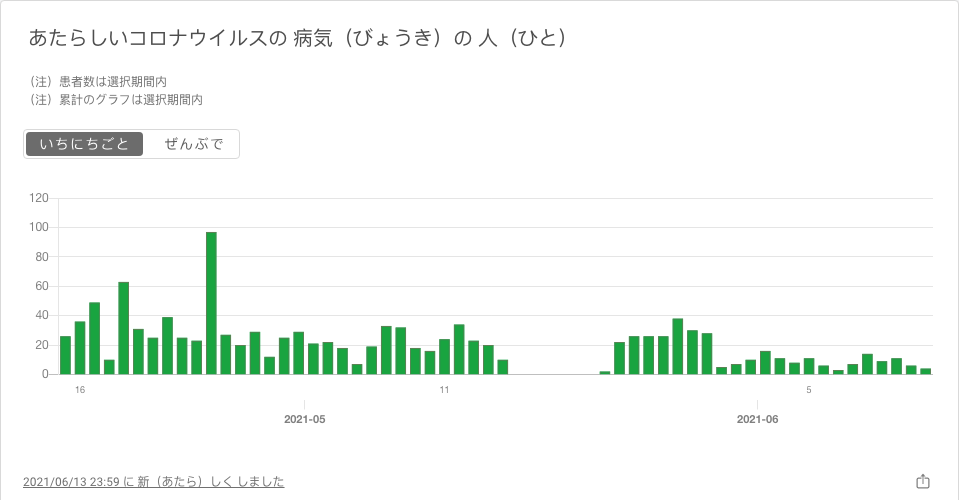 あたらしいコロナウイルスの 病気（びょうき）の 人（ひと）
（注）患者数は選択期間内
（注）累計のグラフは選択期間内
いちにちごと ぜんぶで
120
100
80
60
40
20
0
16 11 5
2021-05 2021-06
2021/06/13 23:59 に 新（あたら）しく しました